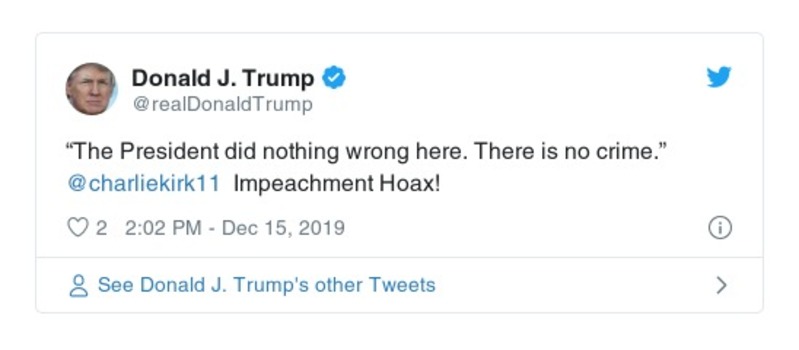 Donald J. Trump
@realDonaldTrump
“The President did nothing wrong here. There is no crime.”
@charliekirk11 Impeachment Hoax!
2 2:02 PM - Dec 15, 2019
See Donald J. Trump's other Tweets